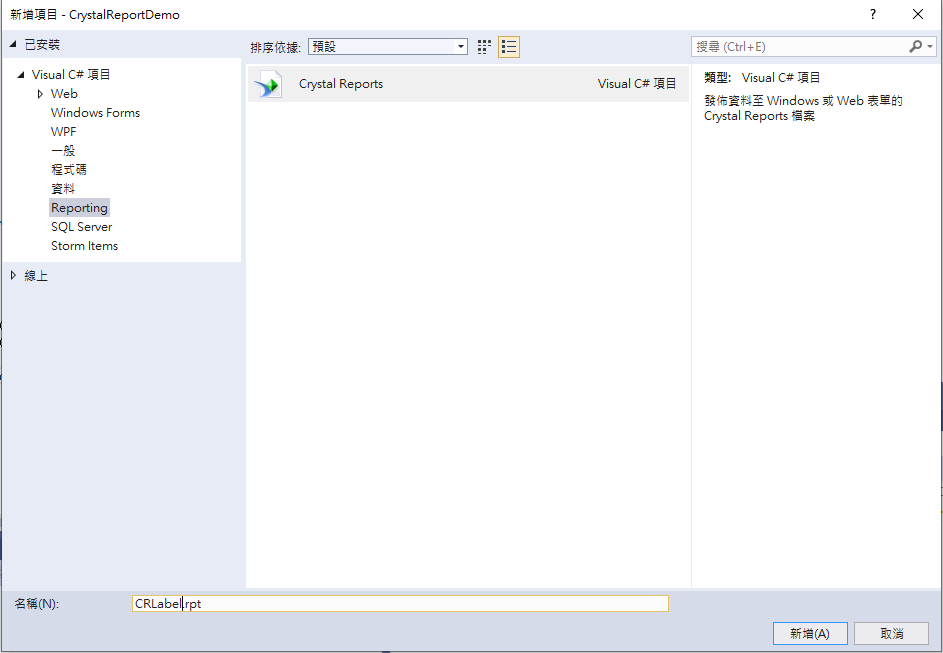 新增項目 - CrystalReportDemo
?
已安裝
排序依據: 預設
搜尋 (Ctrl+E)
Visual C# 項目
Web
Windows Forms
WPF
一般
程式碼
資料
Reporting
SQL Server
Storm Items
線上
Crystal Reports
Visual C# 項目
類型: Visual C# 項目
發佈資料至 Windows 或 Web 表單的
Crystal Reports 檔案
名稱(N):
CRLabel.rpt
新增(A)
取消